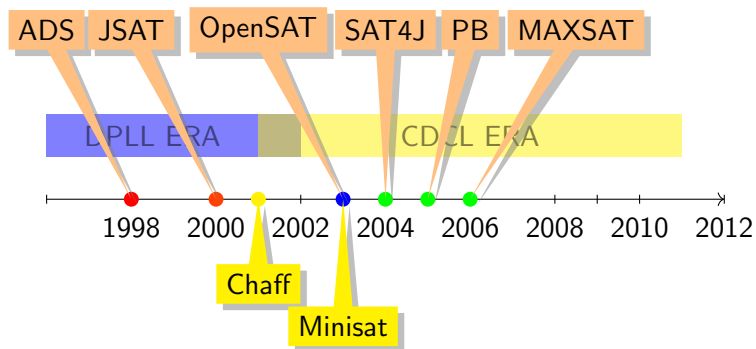 ADS JSAT OpenSAT SAT4J PB MAXSAT
DPLL ERA CDCL ERA
1998 2000 2002 2004 2006 2008 2010 2012
Chaff
Minisat